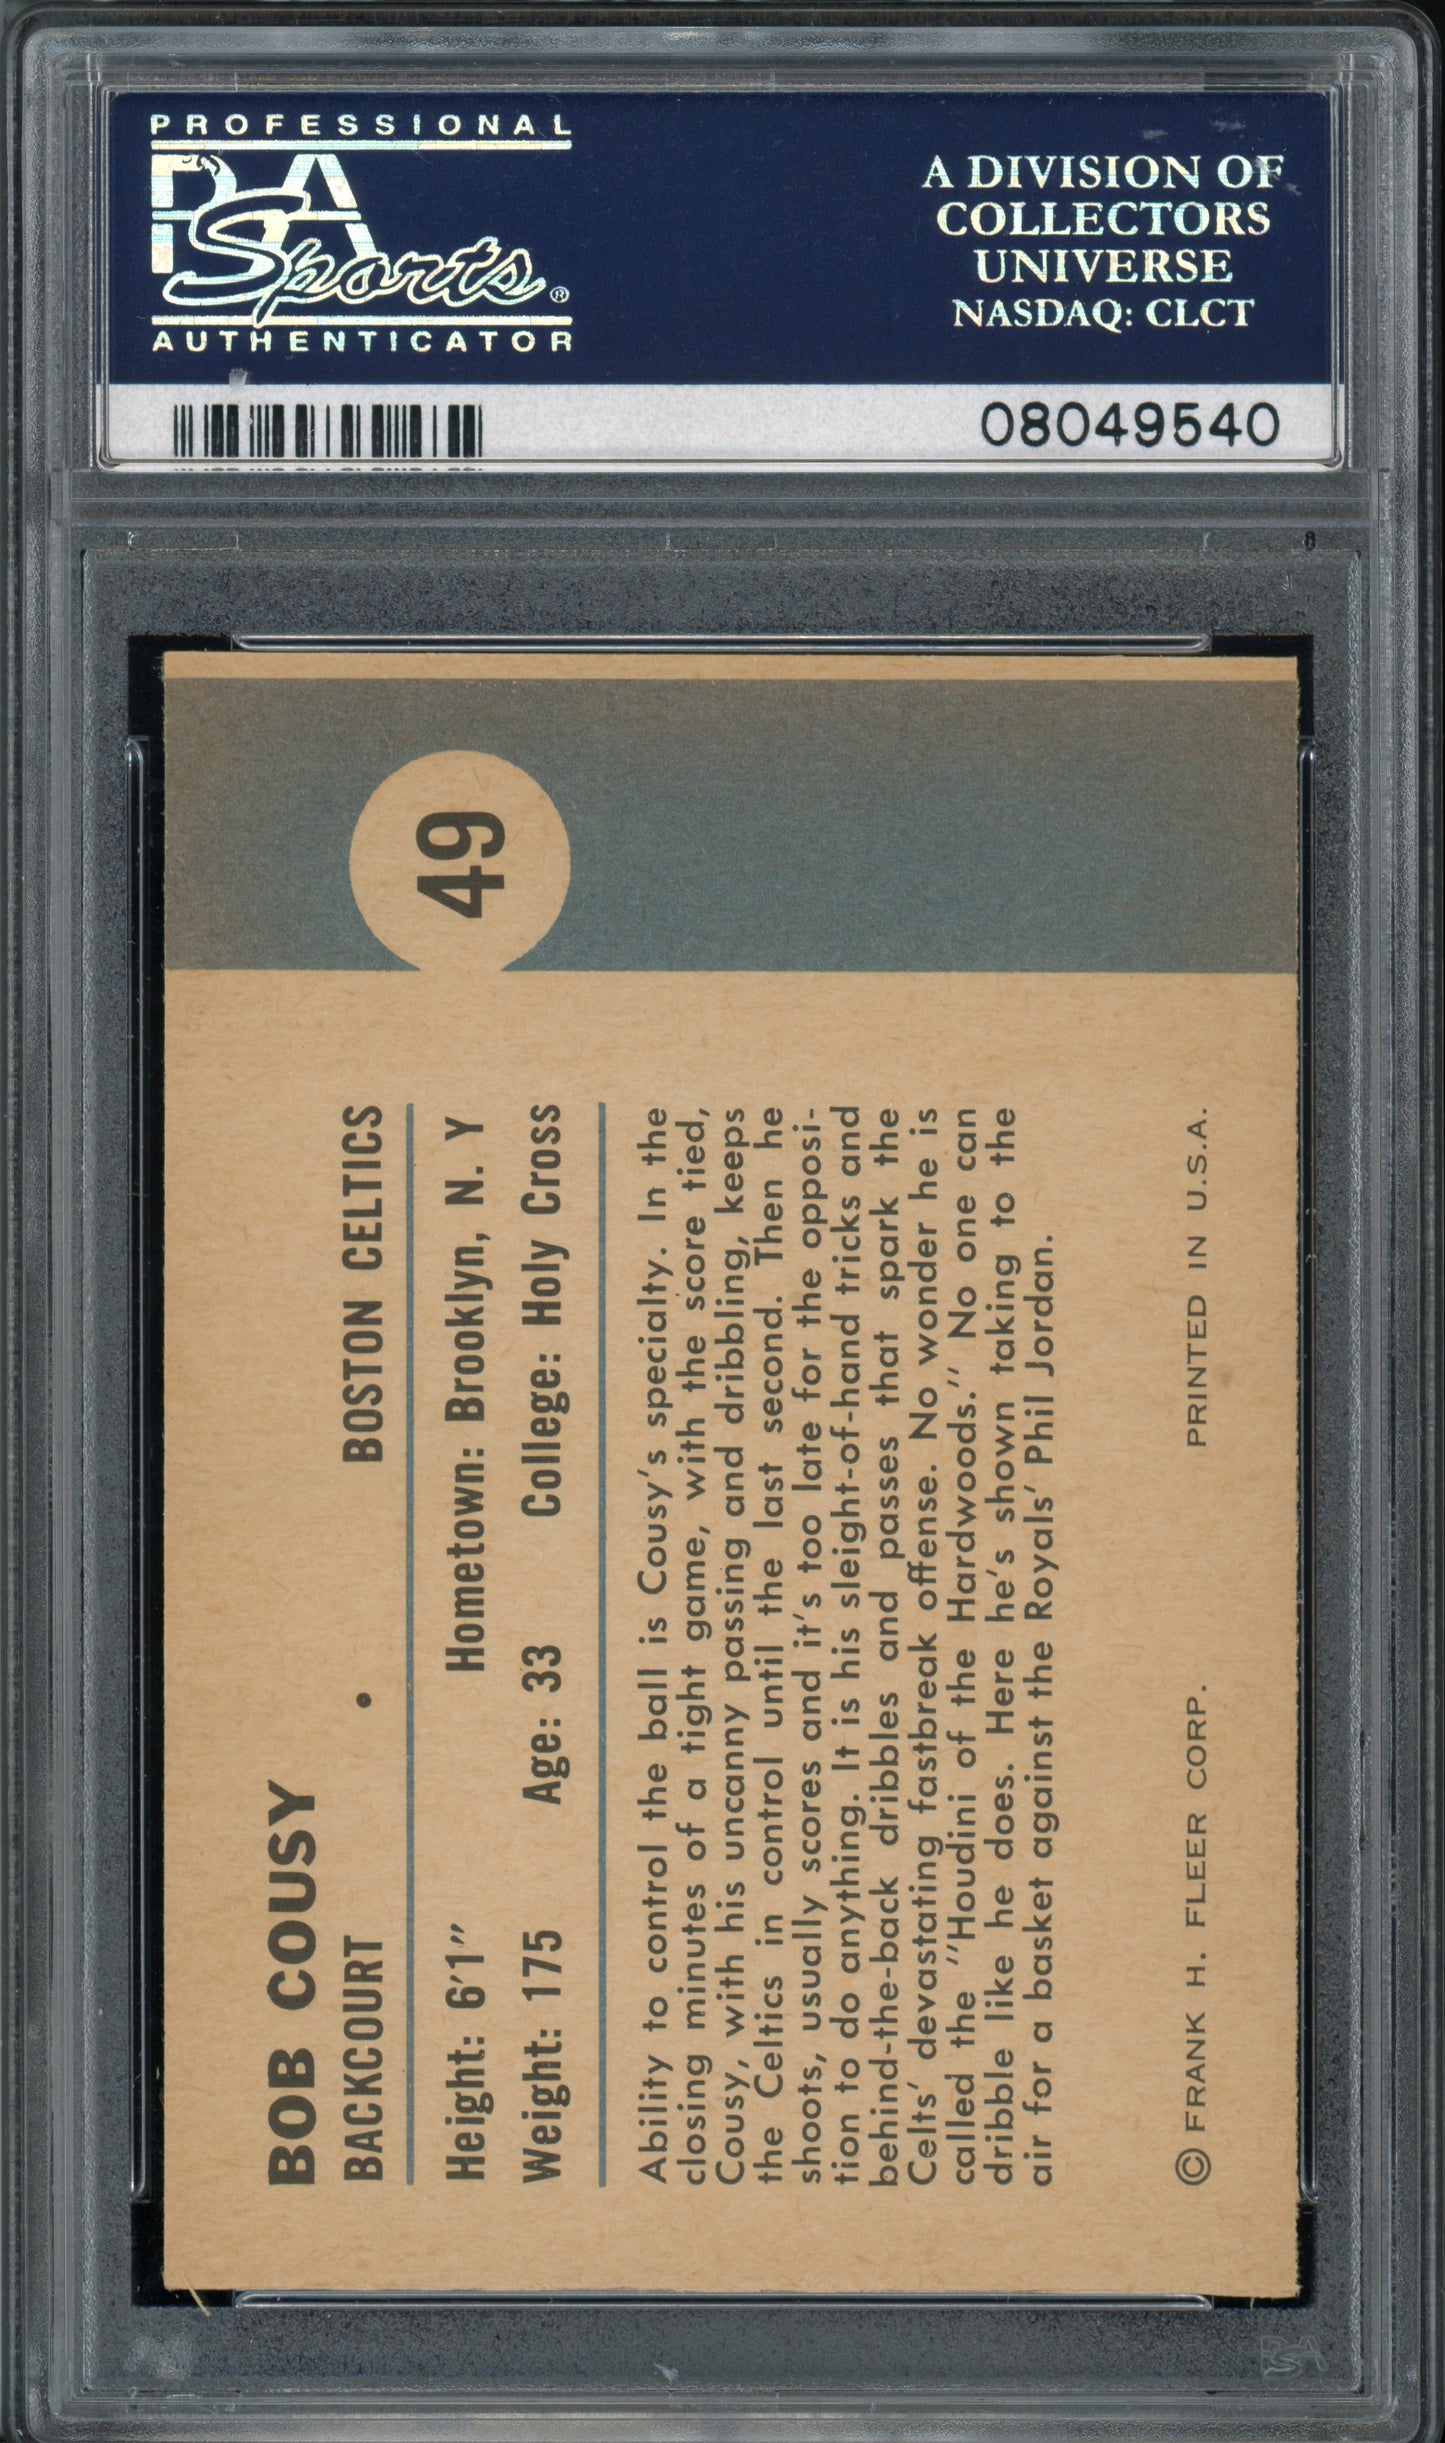 PROFESSIONAL
PSA
Sports®
AUTHENTICATOR
A DIVISION OF
COLLECTORS
UNIVERSE
NASDAQ: CLCT
08049540
49
BOB COUSY
BACKCOURT • BOSTON CELTICS
Height: 6'1" Hometown: Brooklyn, N. Y
Weight: 175 Age: 33 College: Holy Cross
Ability to control the ball is Cousy's specialty. In the
closing minutes of a tight game, with the score tied,
Cousy, with his uncanny passing and dribbling, keeps
the Celtics in control until the last second. Then he
shoots, usually scores and it's too late for the opposi-
tion to do anything. It is his sleight-of-hand tricks and
behind-the-back dribbles and passes that spark the
Celts' devastating fastbreak offense. No wonder he is
called the "Houdini of the Hardwoods." No one can
dribble like he does. Here he's shown taking to the
air for a basket against the Royals' Phil Jordan.
© FRANK H. FLEER CORP. PRINTED IN U.S.A.
PSA